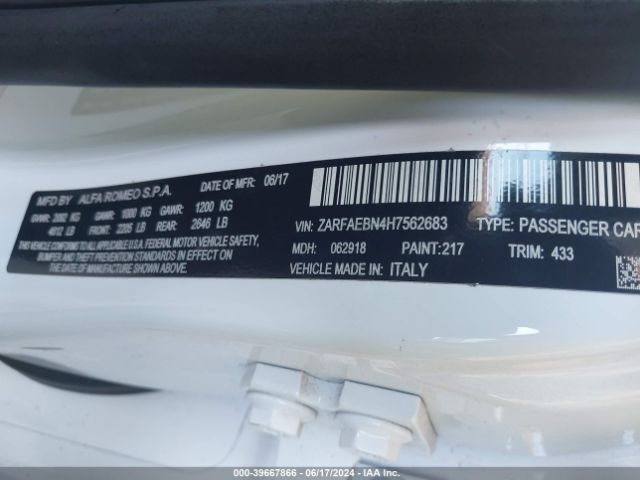 MFD BY ALFA ROMEO S.P.A. DATE OF MFR: 06/17
GVWR: 2092 KG GAWR: 1000 KG GAWR: 1200 KG
4612 LB FRONT: 2205 LB REAR: 2646 LB
THIS VEHICLE CONFORMS TO ALL APPLICABLE FEDERAL MOTOR VEHICLE SAFETY,
BUMPER AND THEFT PREVENTION STANDARDS IN EFFECT ON THE DATE OF
MANUFACTURE SHOWN ABOVE.
VIN: ZARFAEBN4H7562683 TYPE: PASSENGER CAR
MDH: 062918 PAINT: 217 TRIM: 433
VEHICLE MADE IN: ITALY
000-39667866 - 06/17/2024 - IAA Inc.